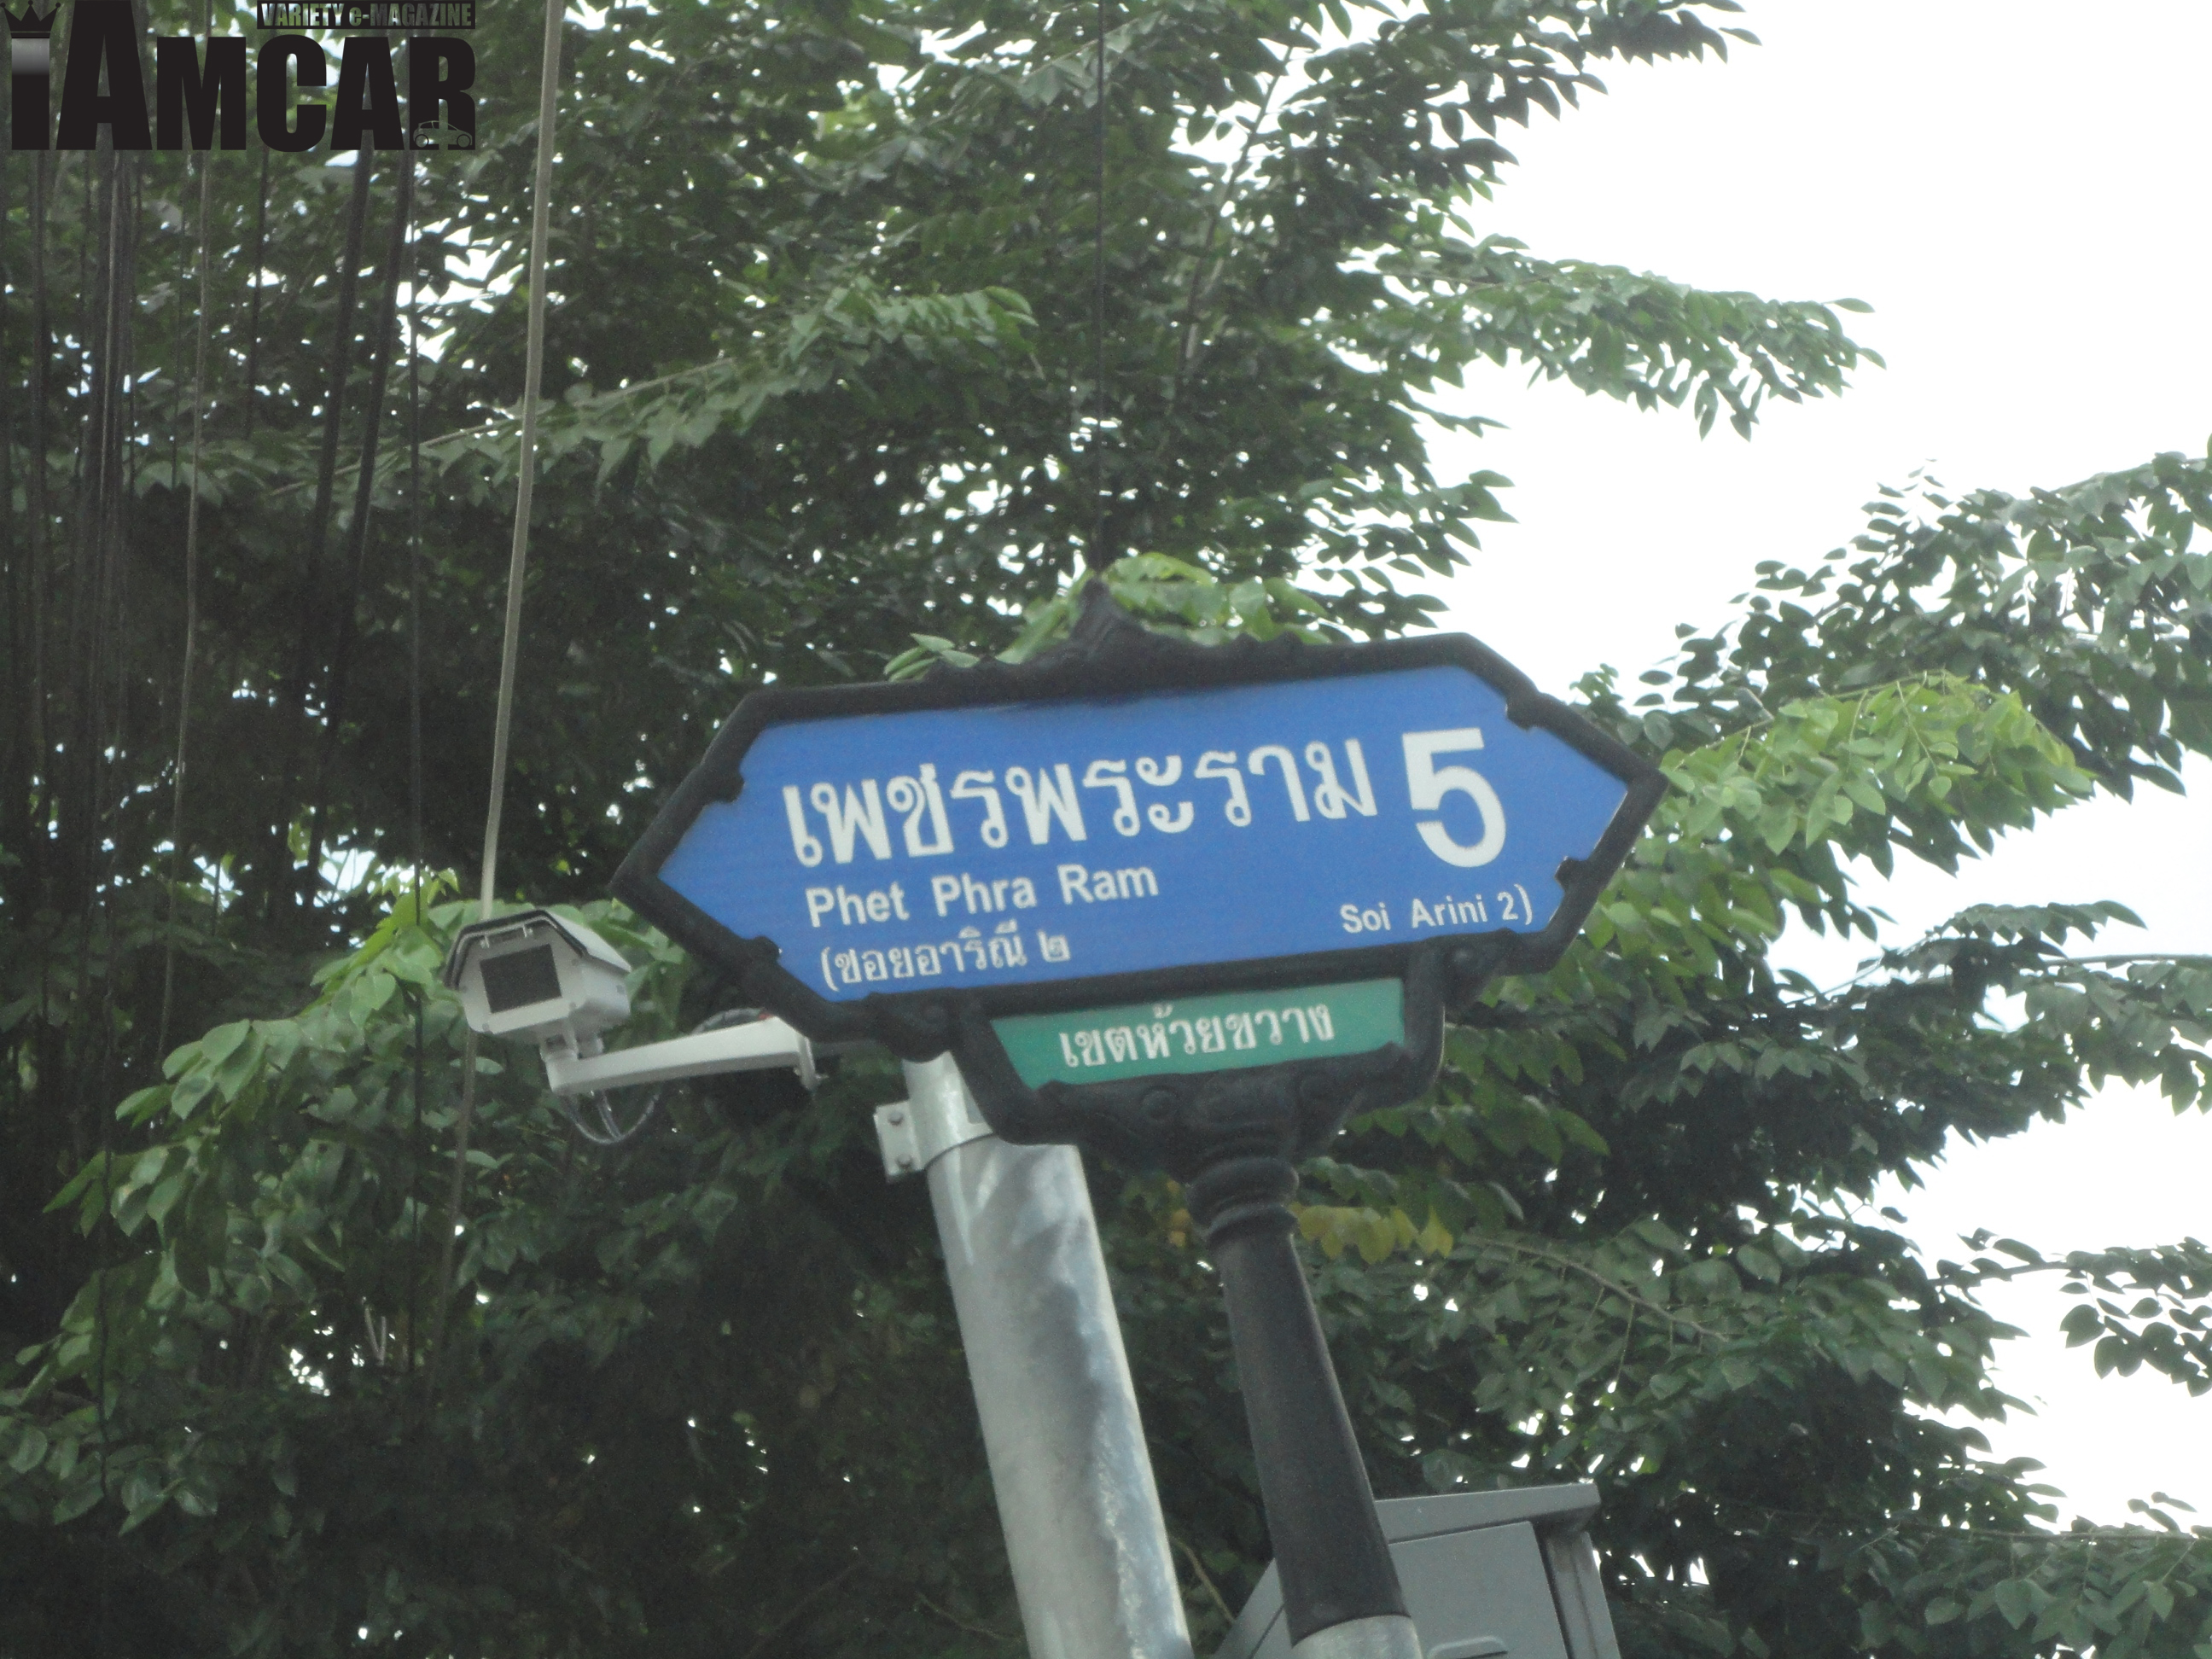 VARIETY e-MAGAZINE
iAMCAR
เพชรพระราม 5
Phet Phra Ram
(ซอยอาริณี ๒ Soi Arini 2)
เขตห้วยขวาง